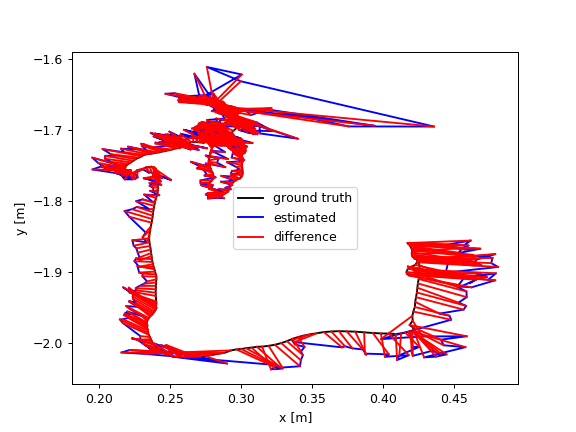 −1.6
−1.7
−1.8
−1.9
−2.0
y [m]
ground truth
estimated
difference
0.20 0.25 0.30 0.35 0.40 0.45
x [m]